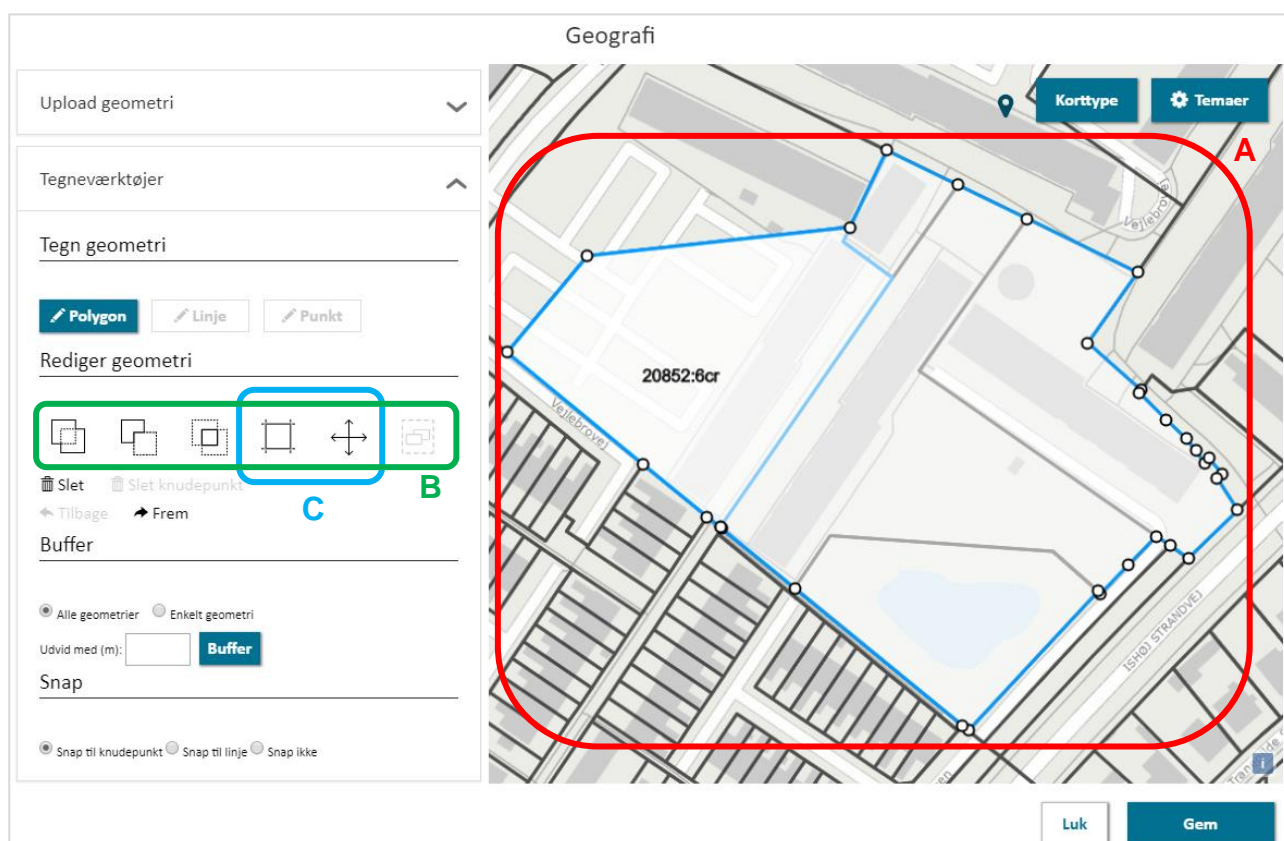 Geografi
Upload geometri
Korttype
Temaer
A
Tegneværktøjer
Vejlebrovej
Tegn geometri
Polygon Linje Punkt
Rediger geometri
20852:6cr
Vejlebrovej
B
C
Slet Slet knudepunkt
Tilbage Frem
Buffer
Alle geometrier Enkelt geometri
Udvid med (m): Buffer
ISHØJ STRANDVEJ
Snap
Snap til knudepunkt Snap til linje Snap ikke
i
Luk Gem